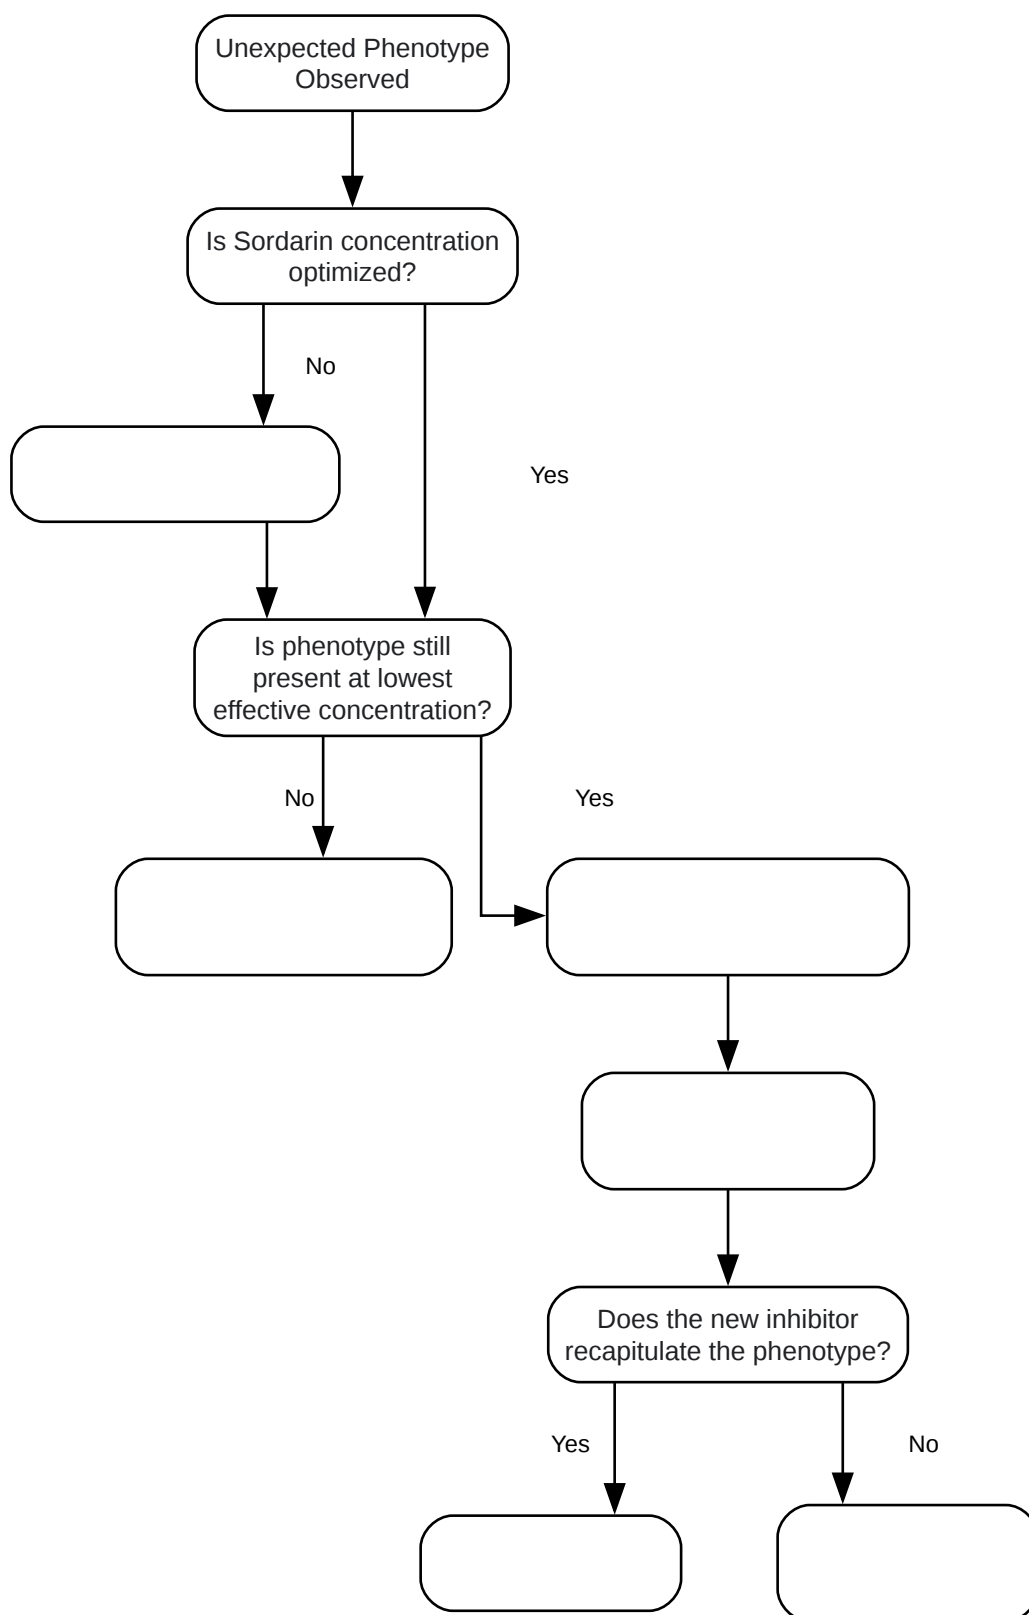 Unexpected Phenotype
Observed
Is Sordarin concentration
optimized?
No
Yes
Is phenotype still
present at lowest
effective concentration?
No
Yes
Does the new inhibitor
recapitulate the phenotype?
Yes
No